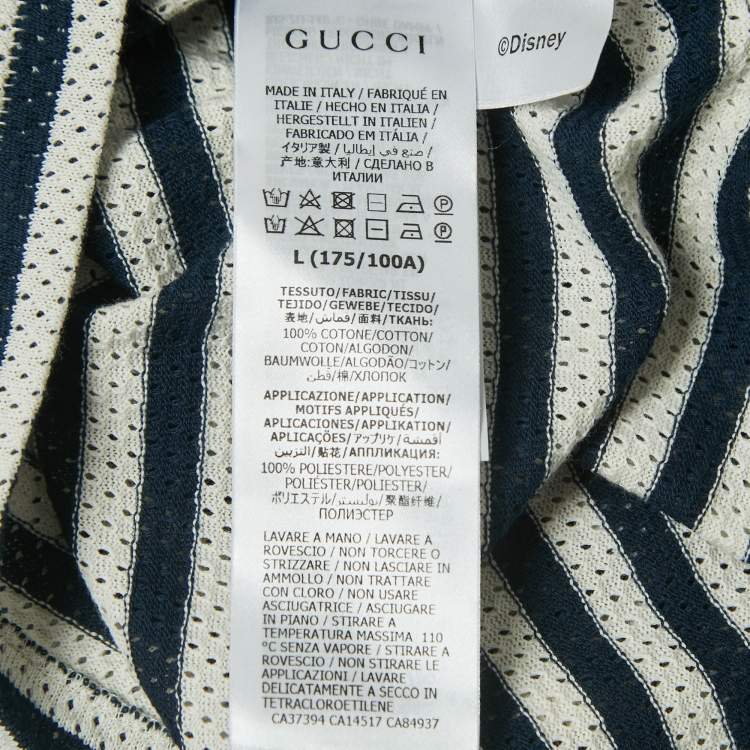 GUCCI
©Disney
MADE IN ITALY / FABRIQUÉ EN
ITALIE / HECHO EN ITALIA /
HERGESTELLT IN ITALIEN /
FABRICADO EM ITÁLIA /
イタリア製 / صنع في إيطاليا /
产地:意大利 / СДЕЛАНО В
ИТАЛИИ
L (175/100A)
TESSUTO/FABRIC/TISSU/
TEJIDO/GEWEBE/TECIDO/
表地/قماش/面料/ТКАНЬ:
100% COTONE/COTTON/
COTON/ALGODON/
BAUMWOLLE/ALGODÃO/コットン/
قطن/棉/ХЛОПОК
APPLICAZIONE/APPLICATION/
MOTIFS APPLIQUÉS/
APLICACIONES/APPLIKATION/
APLICAÇÕES/アップリケ/أقمشة
التزيين/贴花/АППЛИКАЦИЯ:
100% POLIESTERE/POLYESTER/
POLIÉSTER/POLYESTER/
ポリエステル/بوليستر/聚酯纤维/
ПОЛИЭСТЕР
LAVARE A MANO / LAVARE A
ROVESCIO / NON TORCERE O
STRIZZARE / NON LASCIARE IN
AMMOLLO / NON TRATTARE
CON CLORO / NON USARE
ASCIUGATRICE / ASCIUGARE
IN PIANO / STIRARE A
TEMPERATURA MASSIMA 110
°C SENZA VAPORE / STIRARE A
ROVESCIO / NON STIRARE LE
APPLICAZIONI / LAVARE
DELICATAMENTE A SECCO IN
TETRACLOROETILENE
CA37394 CA14517 CA84937